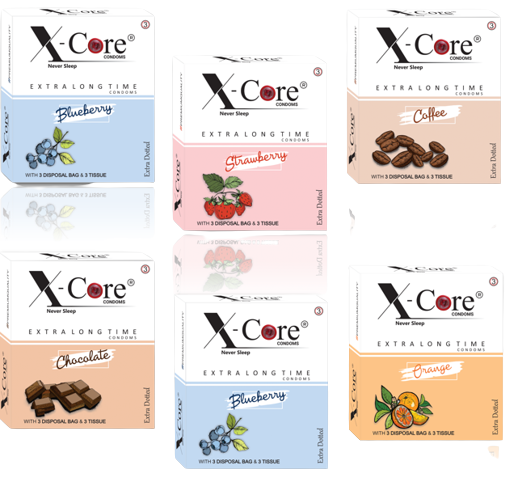 X-Core®
3
CONDOMS
Never Sleep
EXTRA LONG TIME
CONDOMS
Blueberry
Extra Dotted
WITH 3 DISPOSAL BAG & 3 TISSUE
X-Core®
3
CONDOMS
Never Sleep
EXTRA LONG TIME
CONDOMS
Strawberry
Extra Dotted
WITH 3 DISPOSAL BAG & 3 TISSUE
X-Core®
3
CONDOMS
Never Sleep
EXTRA LONG TIME
CONDOMS
Coffee
Extra Dotted
WITH 3 DISPOSAL BAG & 3 TISSUE
X-Core®
3
CONDOMS
Never Sleep
EXTRA LONG TIME
CONDOMS
Chocolate
Extra Dotted
WITH 3 DISPOSAL BAG & 3 TISSUE
X-Core®
3
CONDOMS
Never Sleep
EXTRA LONG TIME
CONDOMS
Blueberry
Extra Dotted
WITH 3 DISPOSAL BAG & 3 TISSUE
X-Core®
3
CONDOMS
Never Sleep
EXTRA LONG TIME
CONDOMS
Orange
Extra Dotted
WITH 3 DISPOSAL BAG & 3 TISSUE